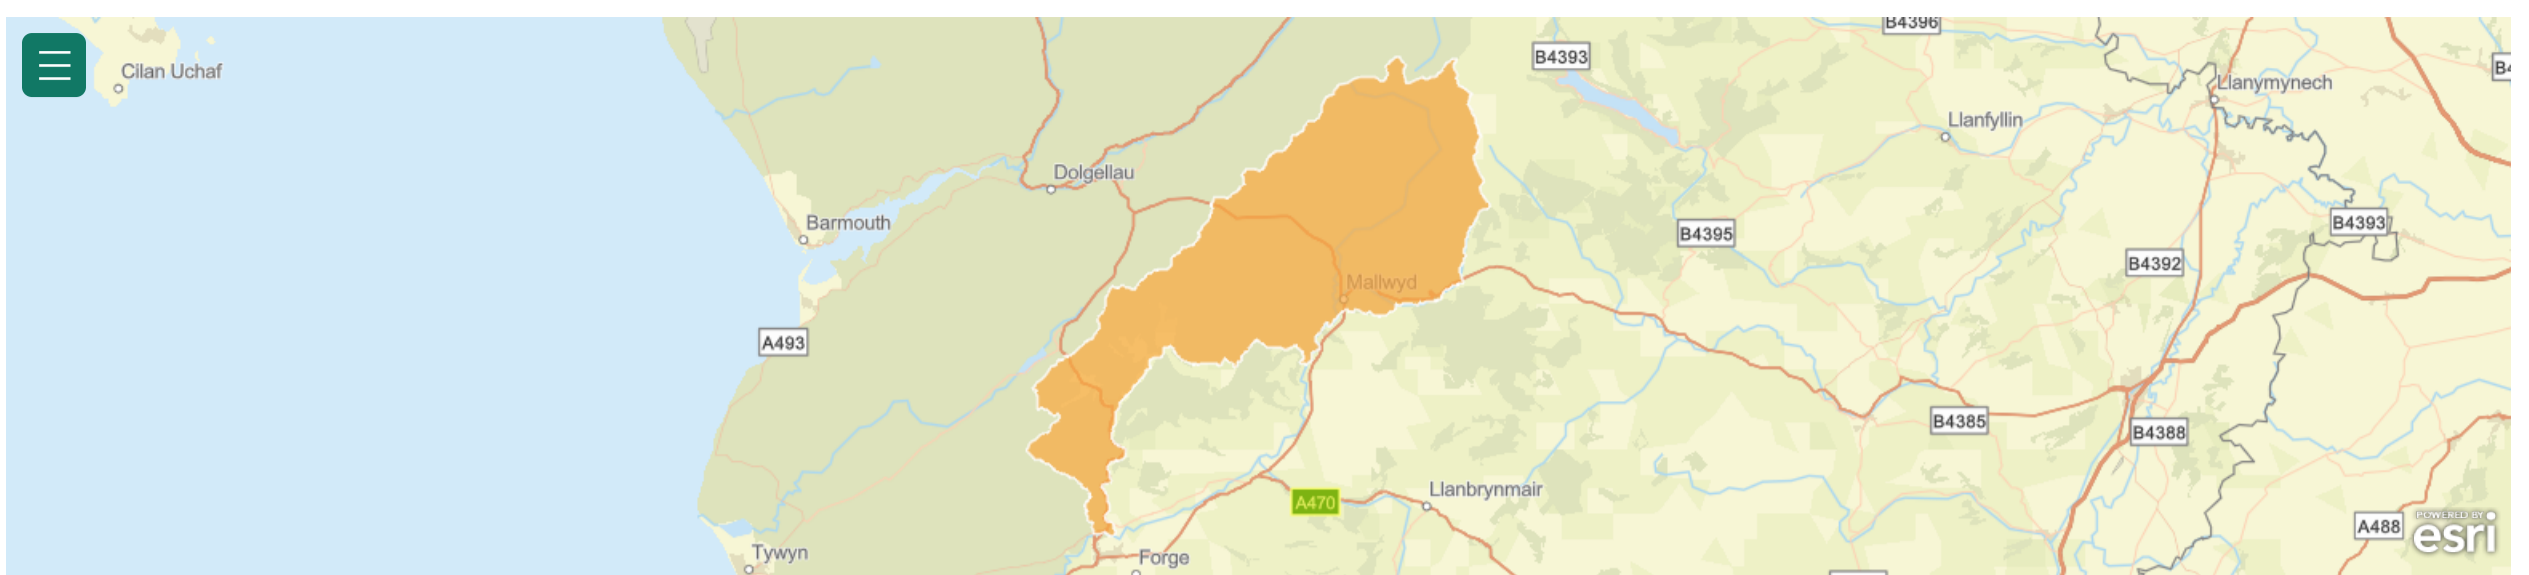 B4396
Cilan Uchaf
B4393
B4
Llanymynech
Llanfyllin
Dolgellau
Barmouth
B4395
B4393
B4392
Mallwyd
A493
B4385
B4388
A470
Llanbrynmair
A488
POWERED BY
esri
Tywyn
Forge